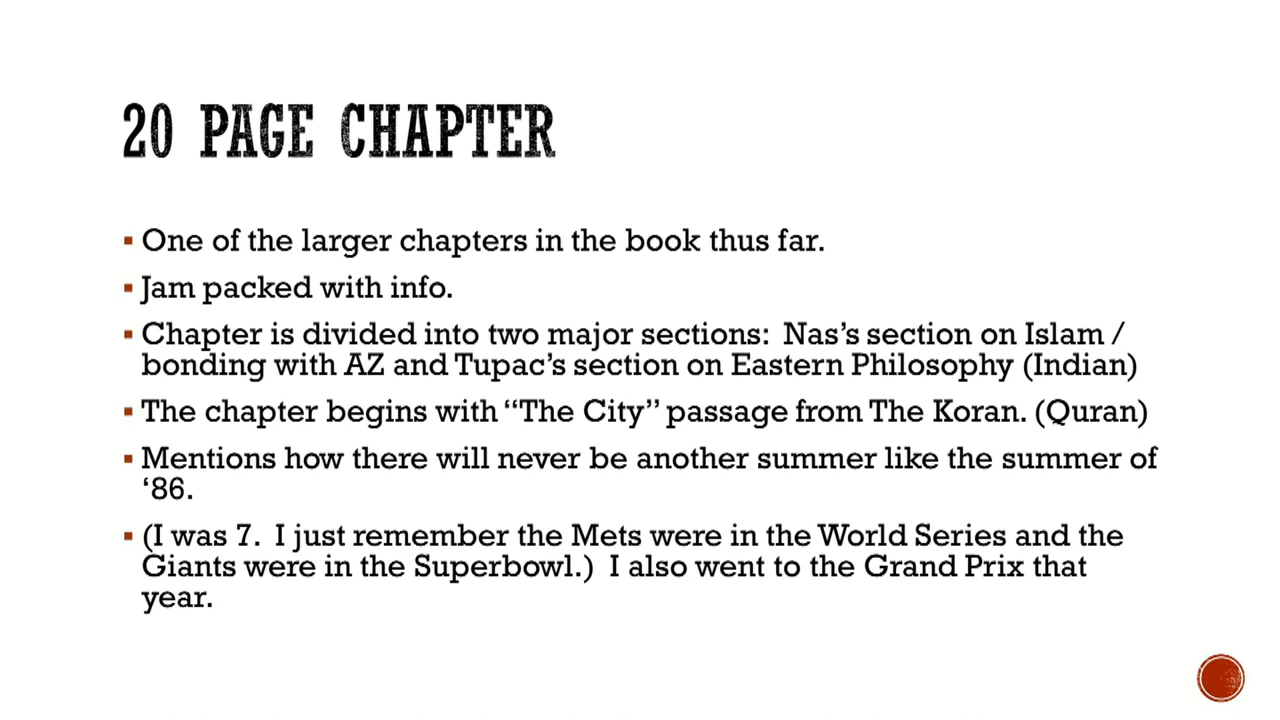 20 PAGE CHAPTER
▪ One of the larger chapters in the book thus far.
▪ Jam packed with info.
▪ Chapter is divided into two major sections:  Nas’s section on Islam /
bonding with AZ and Tupac’s section on Eastern Philosophy (Indian)
▪ The chapter begins with “The City” passage from The Koran. (Quran)
▪ Mentions how there will never be another summer like the summer of
‘86.
▪ (I was 7.  I just remember the Mets were in the World Series and the
Giants were in the Superbowl.)  I also went to the Grand Prix that
year.